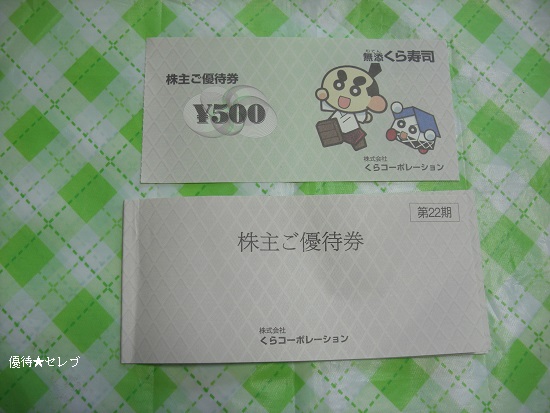 無添くら寿司
株主ご優待券
¥500
株式会社
くらコーポレーション
第22期
株主ご優待券
株式会社
くらコーポレーション
優待★セレブ